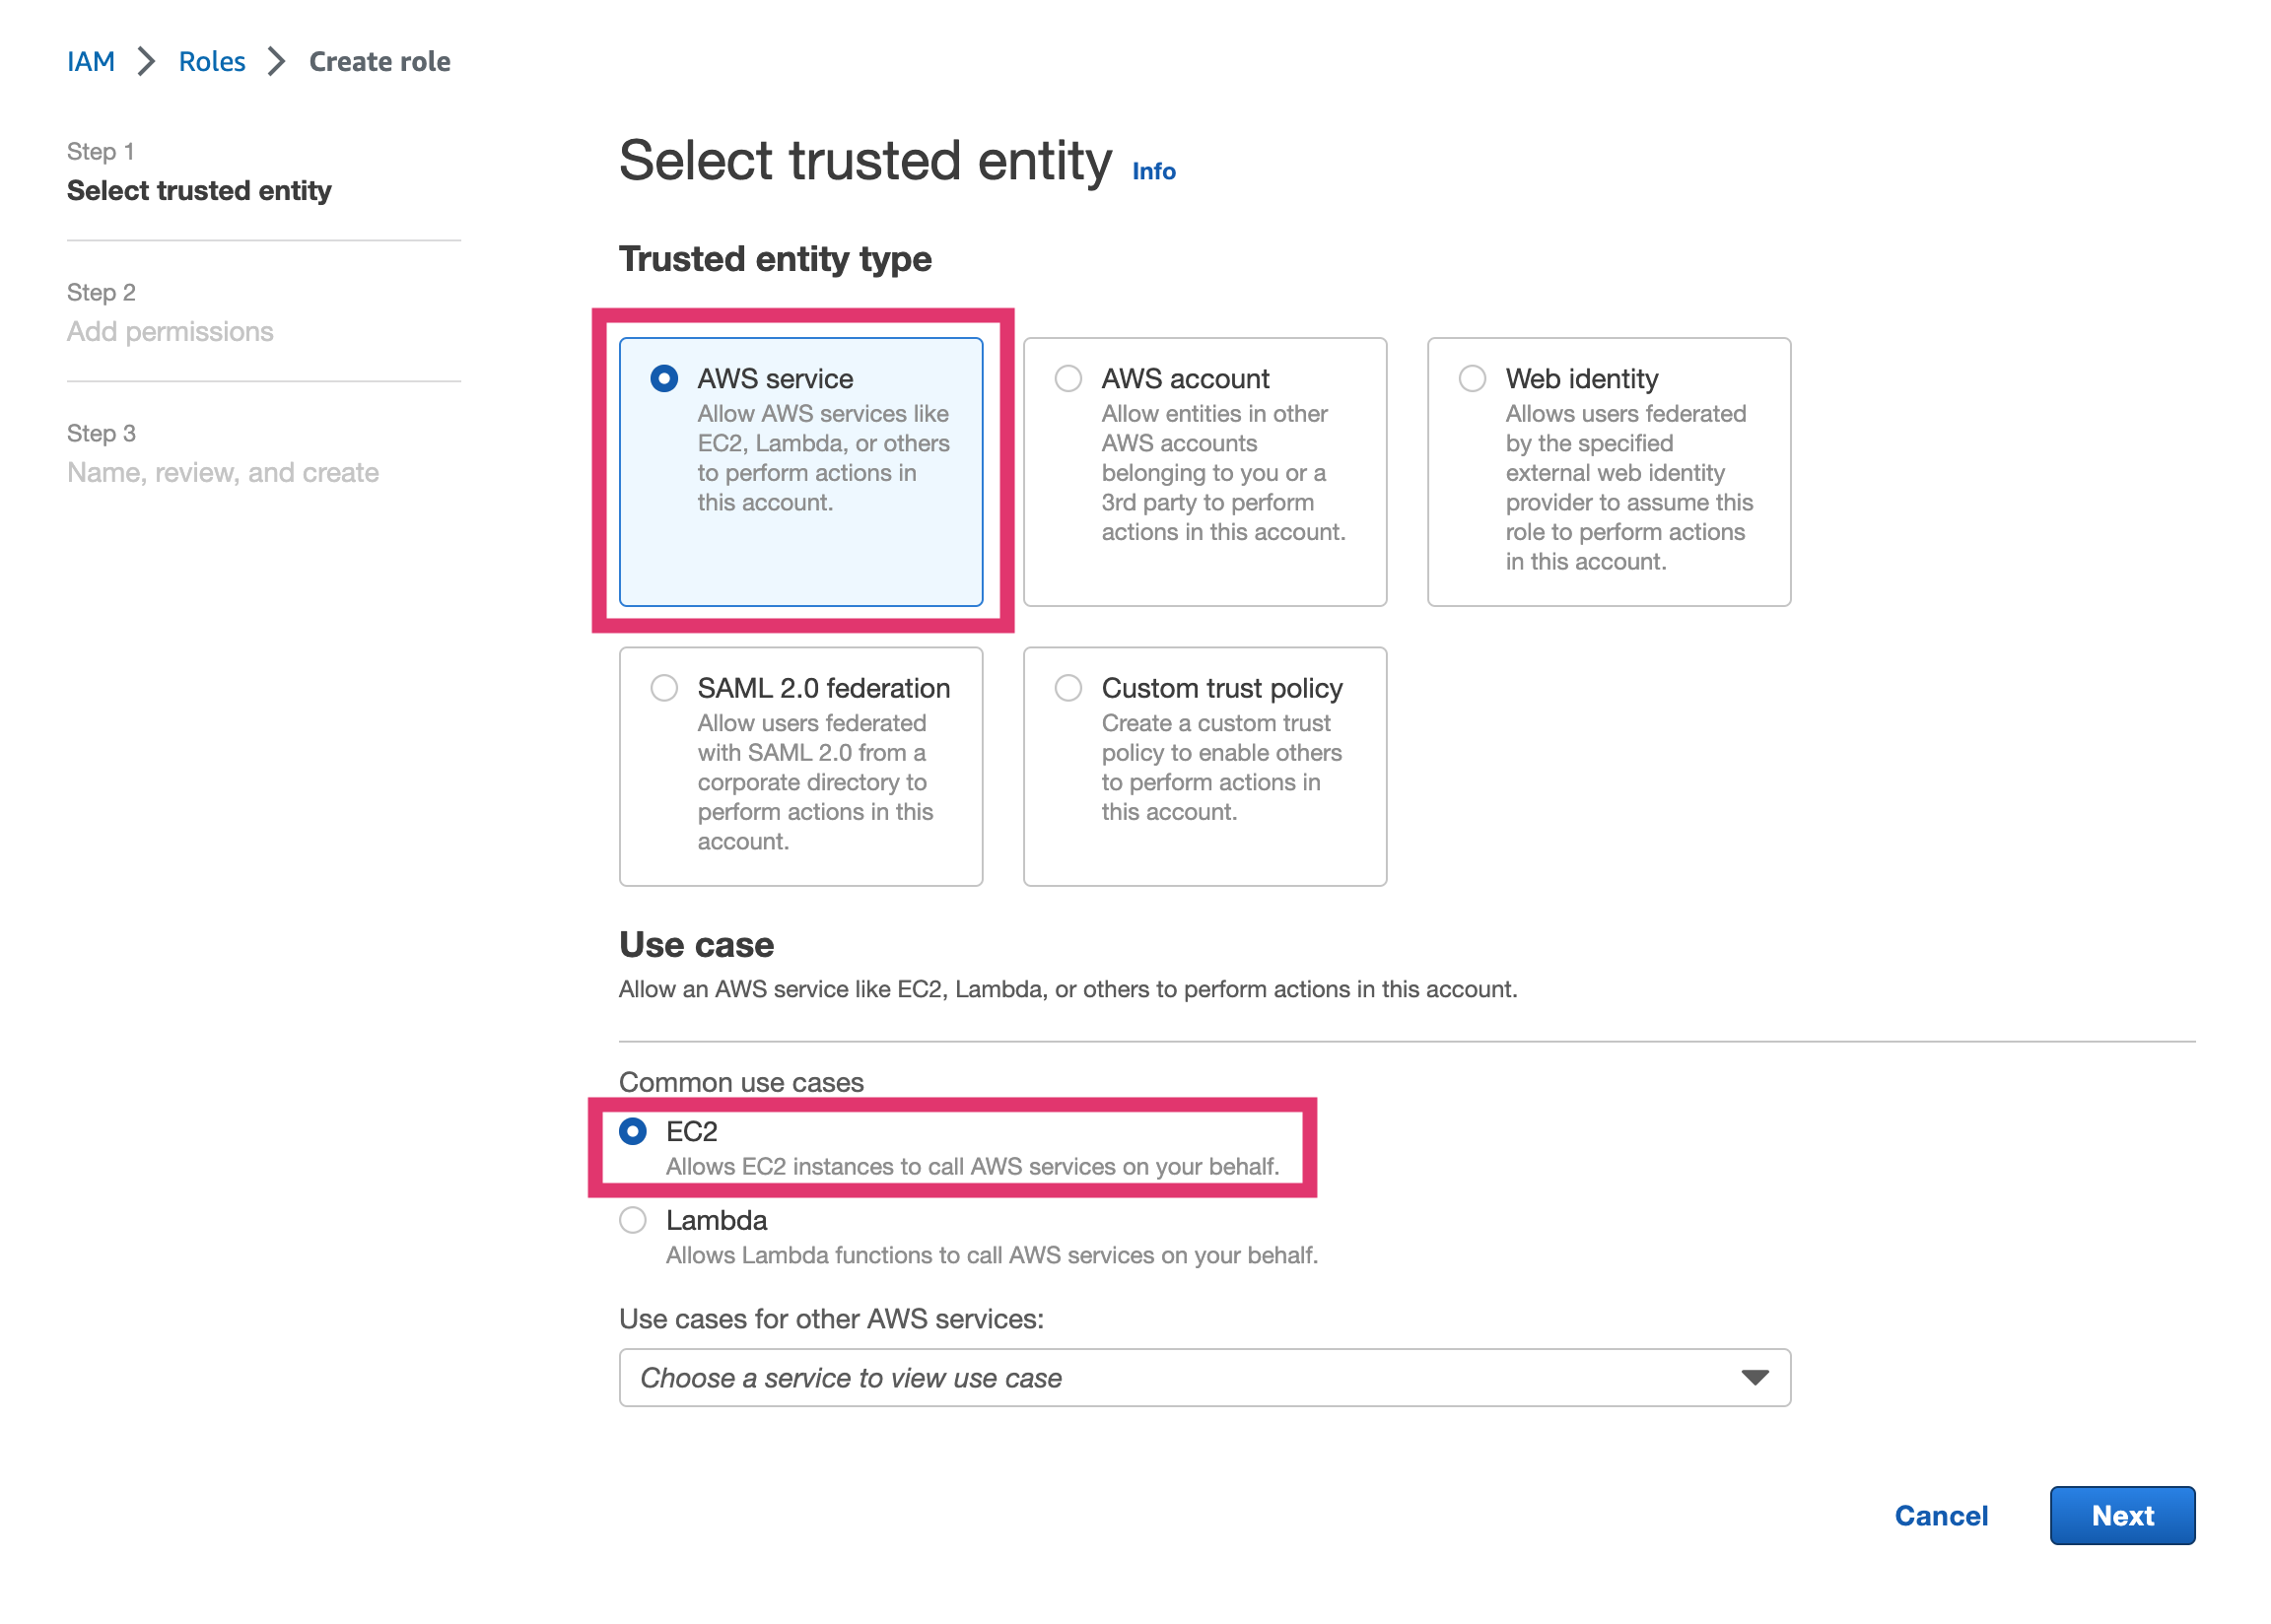 IAM > Roles > Create role
Step 1
Select trusted entity
Step 2
Add permissions
Step 3
Name, review, and create
Select trusted entity Info
Trusted entity type
AWS service
Allow AWS services like
EC2, Lambda, or others
to perform actions in
this account.
AWS account
Allow entities in other
AWS accounts
belonging to you or a
3rd party to perform
actions in this account.
Web identity
Allows users federated
by the specified
external web identity
provider to assume this
role to perform actions
in this account.
SAML 2.0 federation
Allow users federated
with SAML 2.0 from a
corporate directory to
perform actions in this
account.
Custom trust policy
Create a custom trust
policy to enable others
to perform actions in
this account.
Use case
Allow an AWS service like EC2, Lambda, or others to perform actions in this account.
Common use cases
EC2
Allows EC2 instances to call AWS services on your behalf.
Lambda
Allows Lambda functions to call AWS services on your behalf.
Use cases for other AWS services:
Choose a service to view use case
Cancel
Next